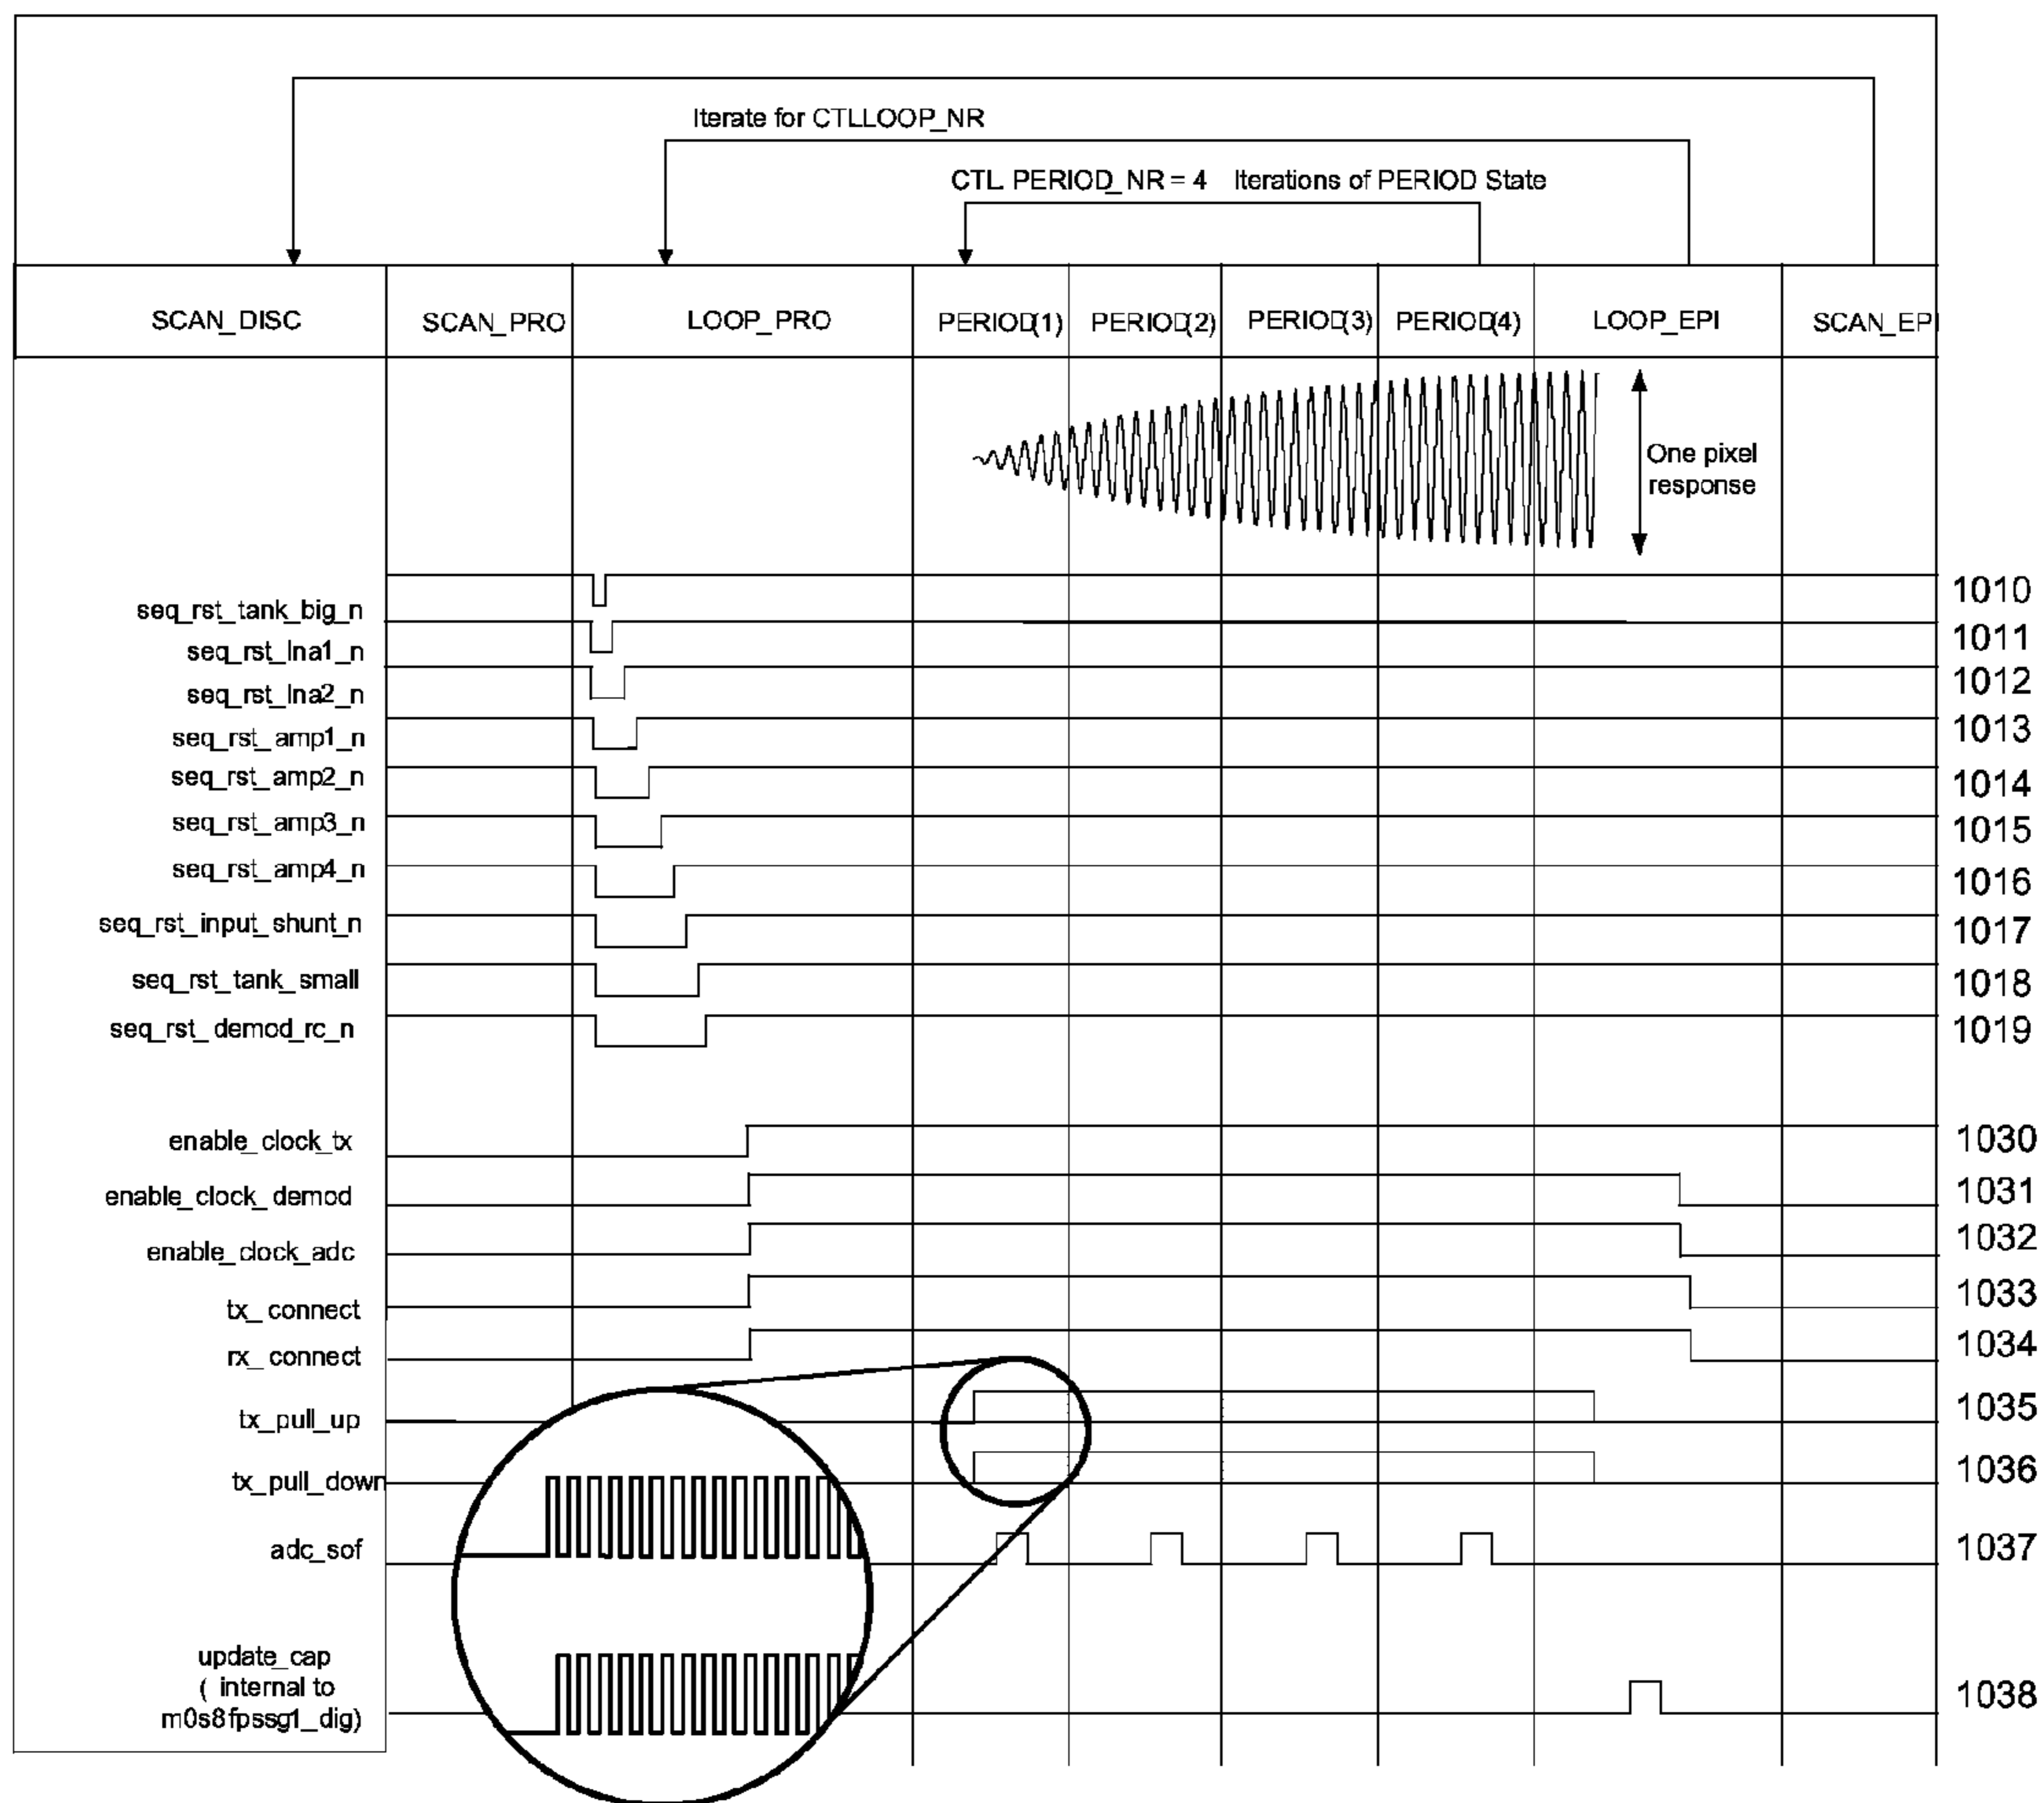 Iterate for CTLLOOP_NR
CTL. PERIOD_NR = 4 Iterations of PERIOD State
SCAN_DISC SCAN_PRO LOOP_PRO PERIOD(1) PERIOD(2) PERIOD(3) PERIOD(4) LOOP_EPI SCAN_EPI
One pixel
response
seq_rst_tank_big_n 1010
seq_rst_lna1_n 1011
seq_rst_lna2_n 1012
seq_rst_amp1_n 1013
seq_rst_amp2_n 1014
seq_rst_amp3_n 1015
seq_rst_amp4_n 1016
seq_rst_input_shunt_n 1017
seq_rst_tank_small 1018
seq_rst_demod_rc_n 1019
enable_clock_tx 1030
enable_clock_demod 1031
enable_clock_adc 1032
tx_connect 1033
rx_connect 1034
tx_pull_up 1035
tx_pull_down 1036
adc_sof 1037
update_cap
( internal to
m0s8fpssg1_dig) 1038